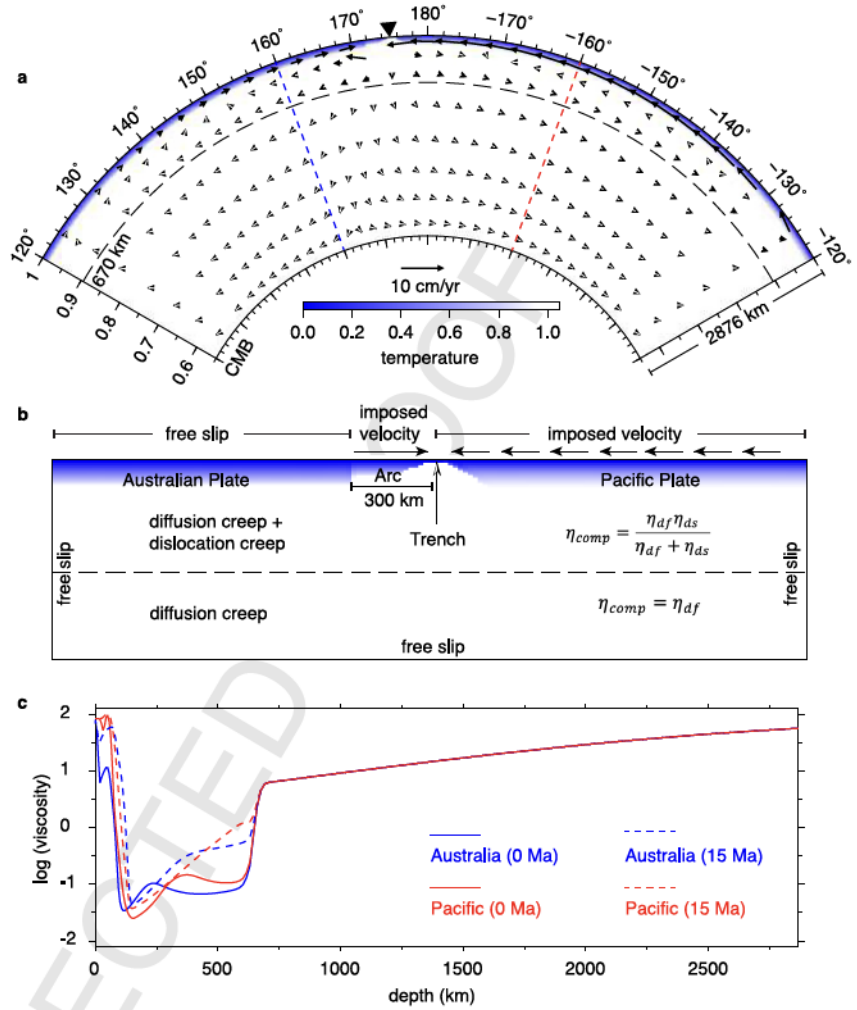 a
120°
130°
140°
150°
160°
170°
180°
−170°
−160°
−150°
−140°
−130°
−120°
1
0.9
0.8
0.7
0.6
670 km
CMB
2876 km
10 cm/yr
0.0 0.2 0.4 0.6 0.8 1.0
temperature
b
free slip
imposed
velocity
imposed velocity
Australian Plate
Arc
Pacific Plate
300 km
Trench
diffusion creep +
dislocation creep
η_comp = η_df η_ds / (η_df + η_ds)
free slip
free slip
diffusion creep
η_comp = η_df
free slip
c
log (viscosity)
2
1
0
-1
-2
Australia (0 Ma)
Australia (15 Ma)
Pacific (0 Ma)
Pacific (15 Ma)
0 500 1000 1500 2000 2500
depth (km)